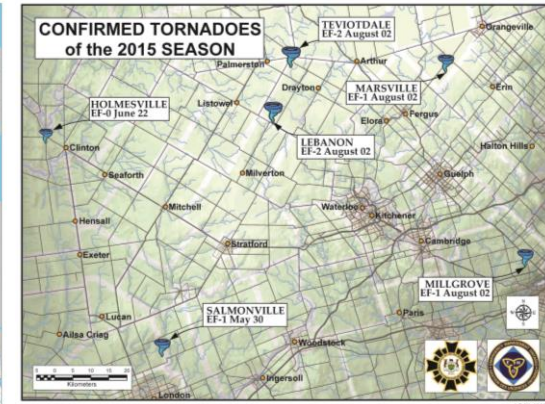 CONFIRMED TORNADOES
of the 2015 SEASON
TEVIOTDALE
EF-2 August 02
Orangeville
Palmerston
Arthur
MARSVILLE
EF-1 August 02
Drayton
Erin
HOLMESVILLE
EF-0 June 22
Listowel
Elora
Fergus
LEBANON
EF-2 August 02
Clinton
Halton Hills
Seaforth
Milverton
Guelph
Mitchell
Waterloo
Kitchener
Hensall
Stratford
Cambridge
Exeter
MILLGROVE
EF-1 August 02
SALMONVILLE
EF-1 May 30
Lucan
Paris
Ailsa Criag
Woodstock
Kilometers
Ingersoll
London